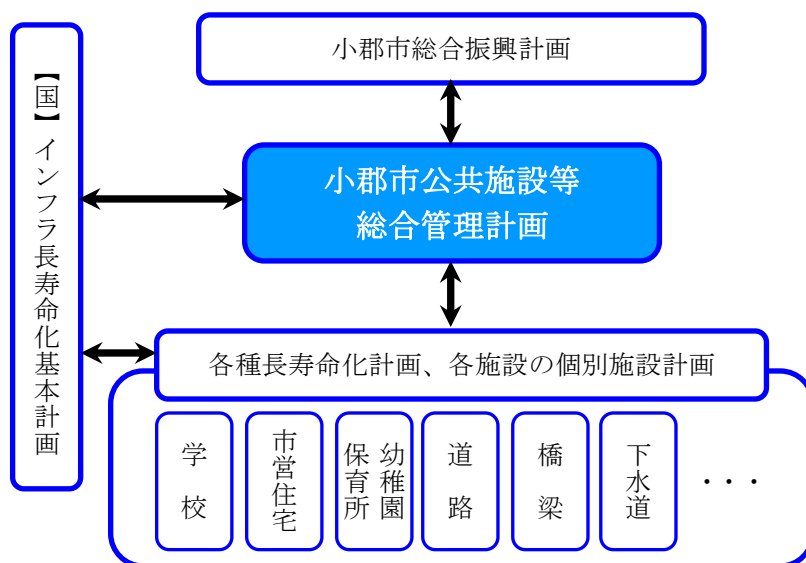 小郡市総合振興計画
【国】インフラ長寿命化基本計画
小郡市公共施設等
総合管理計画
各種長寿命化計画、各施設の個別施設計画
学校
市営住宅
幼稚園
保育所
道路
橋梁
下水道
・・・